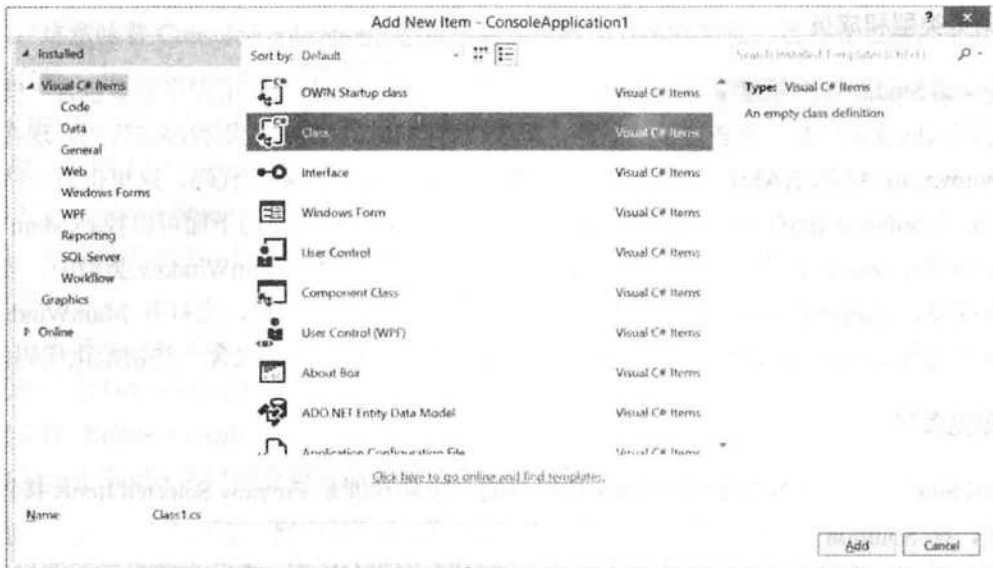 Add New Item - ConsoleApplication1
?
Installed
Sort by: Default
Search Installed Templates (Ctrl+E)
Visual C# Items
Code
Data
General
Web
Windows Forms
WPF
Reporting
SQL Server
Workflow
Graphics
Online
OWIN Startup class Visual C# Items
Class Visual C# Items
Interface Visual C# Items
Windows Form Visual C# Items
User Control Visual C# Items
Component Class Visual C# Items
User Control (WPF) Visual C# Items
About Box Visual C# Items
ADO.NET Entity Data Model Visual C# Items
Application Configuration File Visual C# Items
Type: Visual C# Items
An empty class definition
Click here to go online and find templates.
Name: Class1.cs
Add Cancel